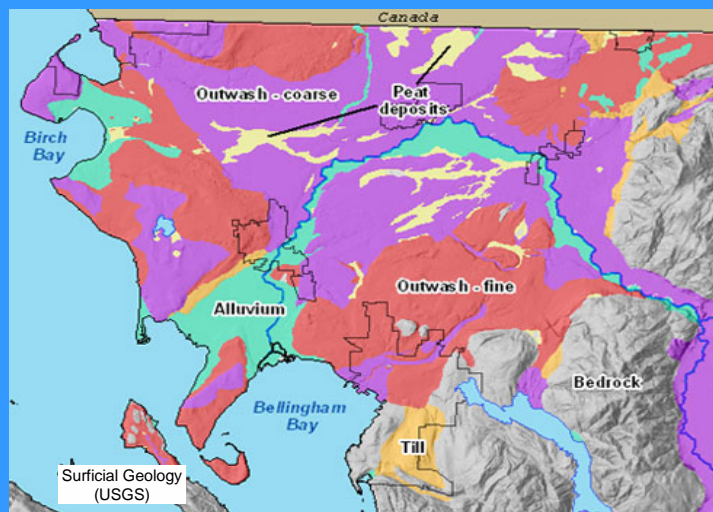 Canada
Outwash - coarse
Peat
deposits
Birch
Bay
Outwash - fine
Alluvium
Bedrock
Bellingham
Bay
Till
Surficial Geology
(USGS)